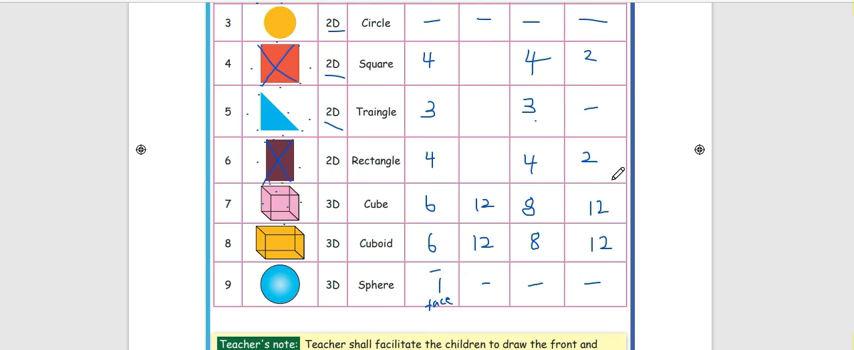 3 2D Circle — — — —
4 2D Square 4 4 2
5 2D Traingle 3 3 —
6 2D Rectangle 4 4 2
7 3D Cube 6 12 8 12
8 3D Cuboid 6 12 8 12
9 3D Sphere 1 — — —
face
Teacher's note: Teacher shall facilitate the children to draw the front and